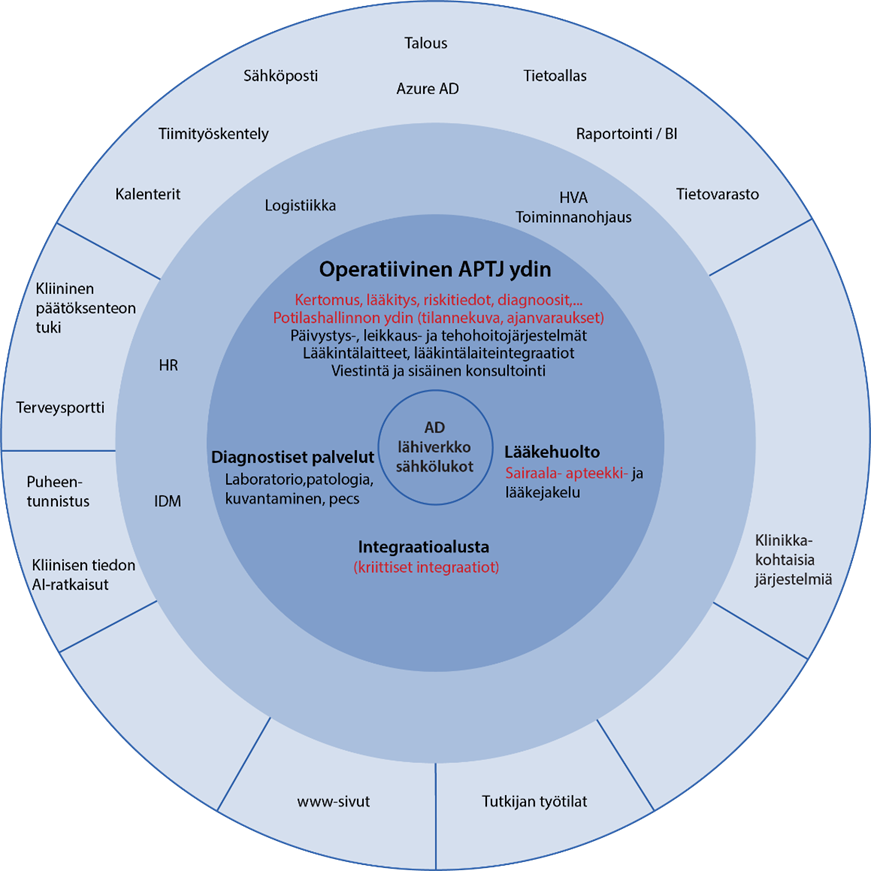 Talous
Sähköposti
Azure AD
Tietoallas
Tiimityöskentely
Raportointi / BI
Kalenterit
Tietovarasto
Logistiikka
HVA
Toiminnanohjaus
Operatiivinen APTJ ydin
Kertomus, lääkitys, riskitiedot, diagnoosit,...
Potilashallinnon ydin (tilannekuva, ajanvaraukset)
Päivystys-, leikkaus- ja tehohoitojärjestelmät
Lääkintälaitteet, lääkintälaiteintegraatiot
Viestintä ja sisäinen konsultointi
Kliininen
päätöksenteon
tuki
HR
Terveysportti
AD
lähiverkko
sähkölukot
Diagnostiset palvelut
Laboratorio,patologia,
kuvantaminen, pecs
Lääkehuolto
Sairaala- apteekki- ja
lääkejakelu
Puheen-
tunnistus
IDM
Integraatioalusta
(kriittiset integraatiot)
Kliinisen tiedon
AI-ratkaisut
Klinikka-
kohtaisia
järjestelmiä
www-sivut
Tutkijan työtilat